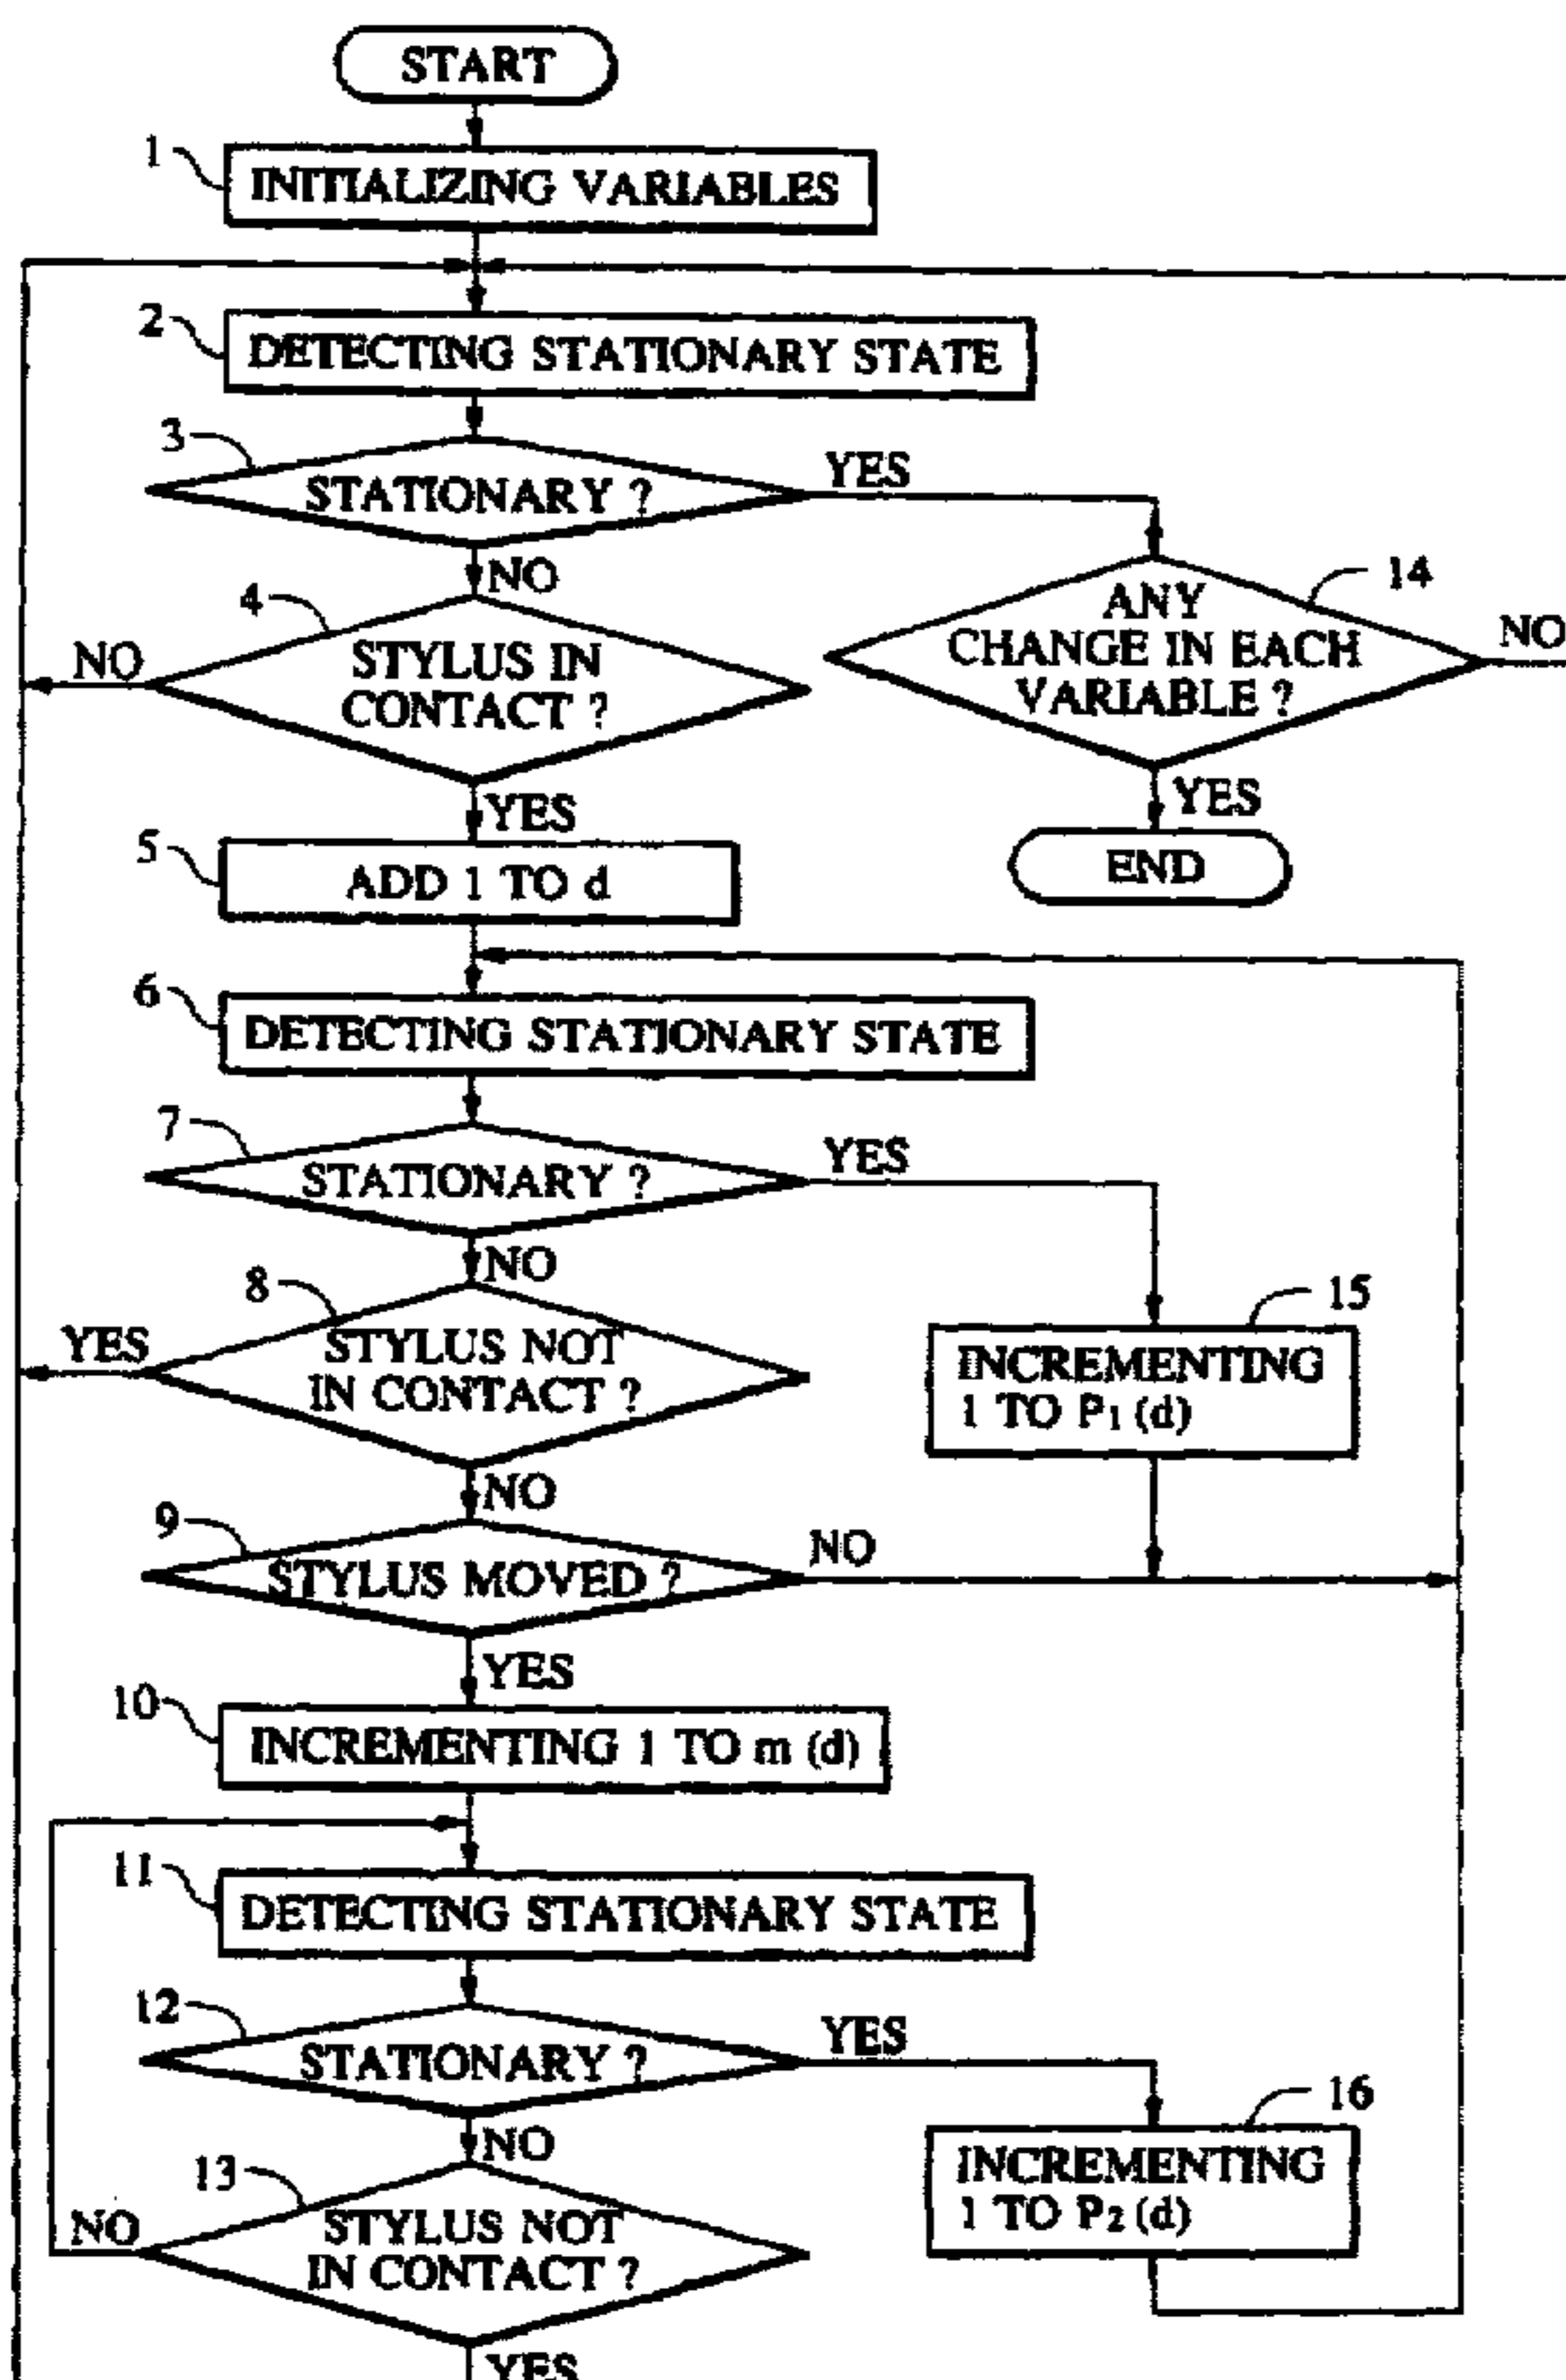 START
1
INITIALIZING VARIABLES
2
DETECTING STATIONARY STATE
3
STATIONARY ?
YES
NO
4
STYLUS IN
CONTACT ?
NO
YES
14
ANY
CHANGE IN EACH
VARIABLE ?
NO
YES
END
5
ADD 1 TO d
6
DETECTING STATIONARY STATE
7
STATIONARY ?
YES
NO
8
STYLUS NOT
IN CONTACT ?
YES
NO
15
INCREMENTING
1 TO P₁ (d)
9
STYLUS MOVED ?
NO
YES
10
INCREMENTING 1 TO m (d)
11
DETECTING STATIONARY STATE
12
STATIONARY ?
YES
NO
16
INCREMENTING
1 TO P₂ (d)
13
STYLUS NOT
IN CONTACT ?
NO
YES